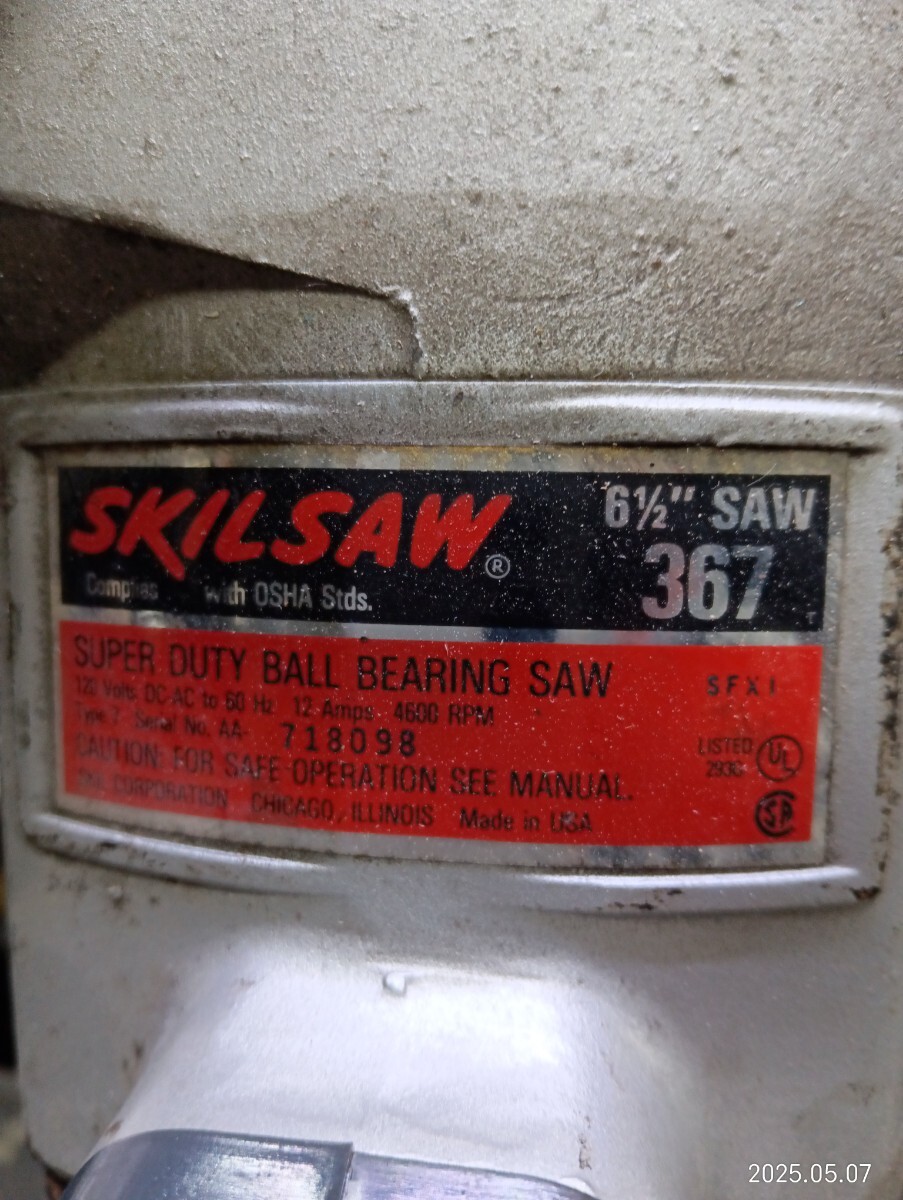 SKILSAW®
6½" SAW
367
Complies with OSHA Stds.
SUPER DUTY BALL BEARING SAW
120 Volts DC-AC to 60 Hz 12 Amps 4600 RPM
Type 7 Serial No. AA- 718098
CAUTION: FOR SAFE OPERATION SEE MANUAL.
CORPORATION CHICAGO, ILLINOIS Made in USA
SFXI
LISTED
UL
SA
2025.05.07